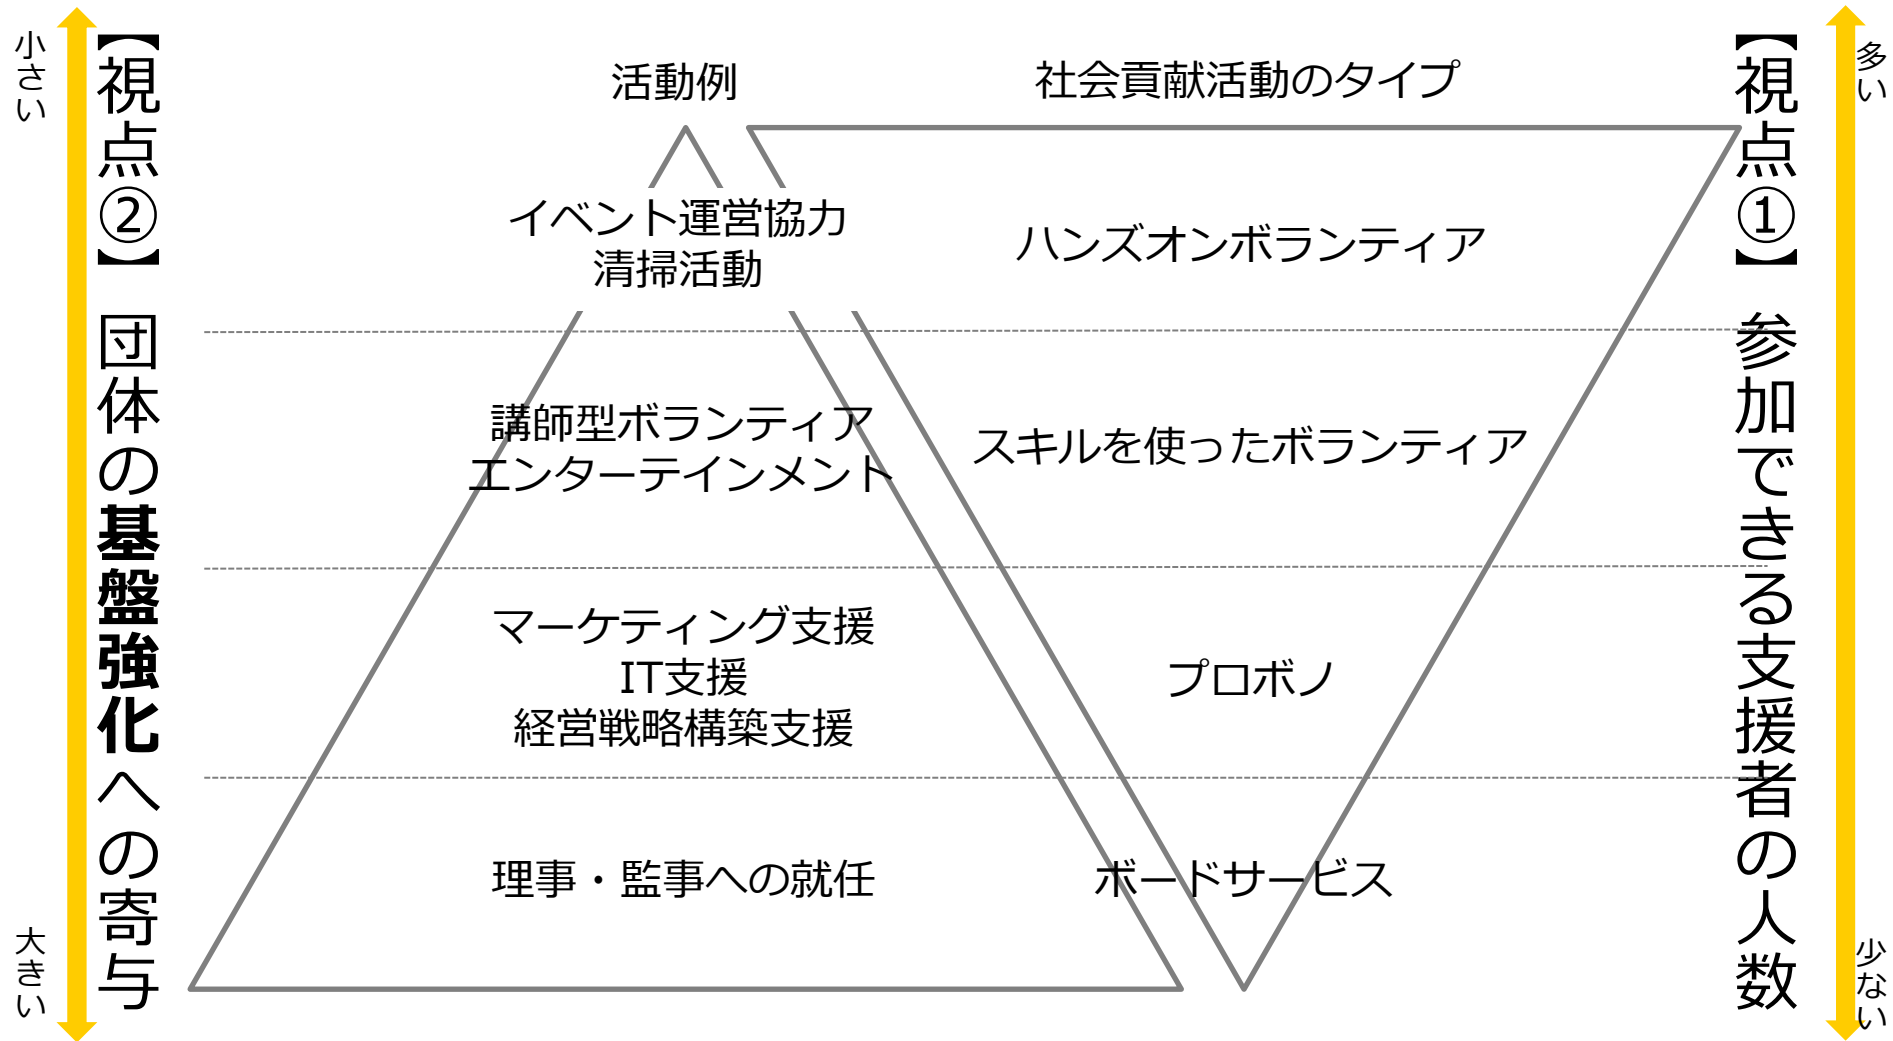 小さい
【視点②】団体の基盤強化への寄与
大きい
活動例
社会貢献活動のタイプ
イベント運営協力
清掃活動
ハンズオンボランティア
講師型ボランティア
エンターテインメント
スキルを使ったボランティア
マーケティング支援
IT支援
経営戦略構築支援
プロボノ
理事・監事への就任
ボードサービス
【視点①】参加できる支援者の人数
多い
少ない